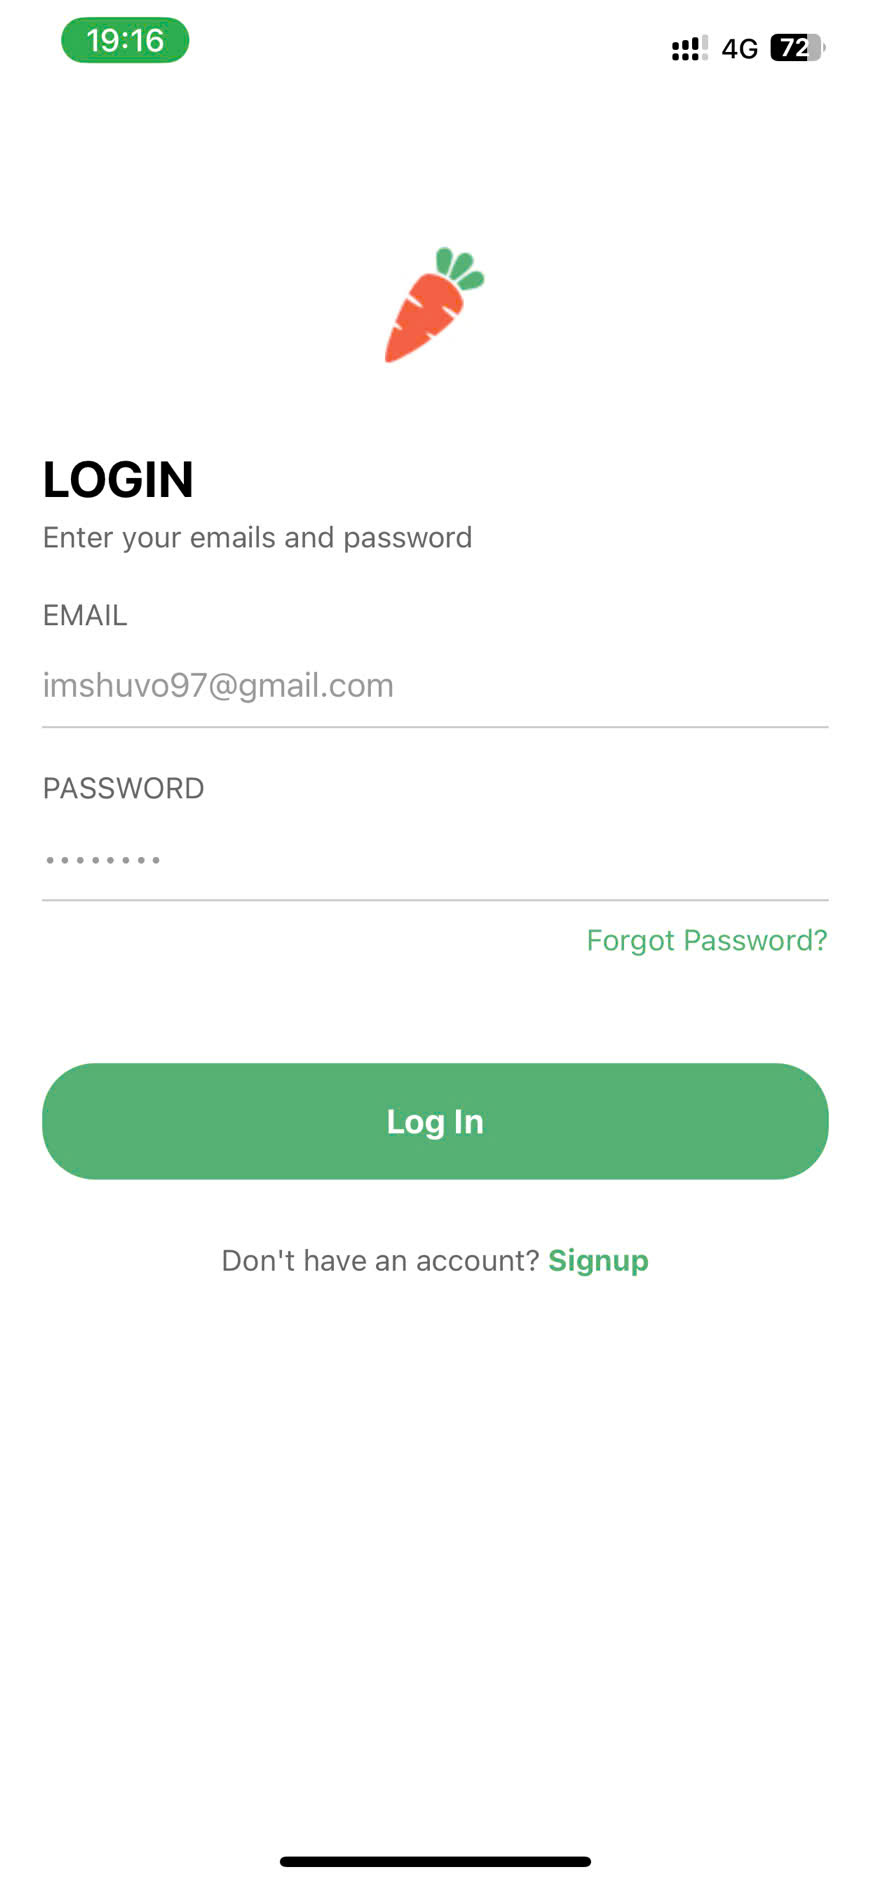 19:16
4G 72
LOGIN
Enter your emails and password
EMAIL
imshuvo97@gmail.com
PASSWORD
••••••••
Forgot Password?
Log In
Don't have an account? Signup